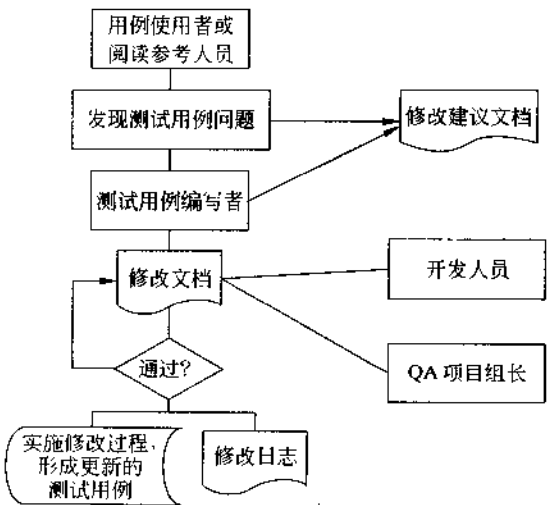 用例使用者或
阅读参考人员
发现测试用例问题
修改建议文档
测试用例编写者
修改文档
开发人员
通过?
QA 项目组长
实施修改过程,
形成更新的
测试用例
修改日志